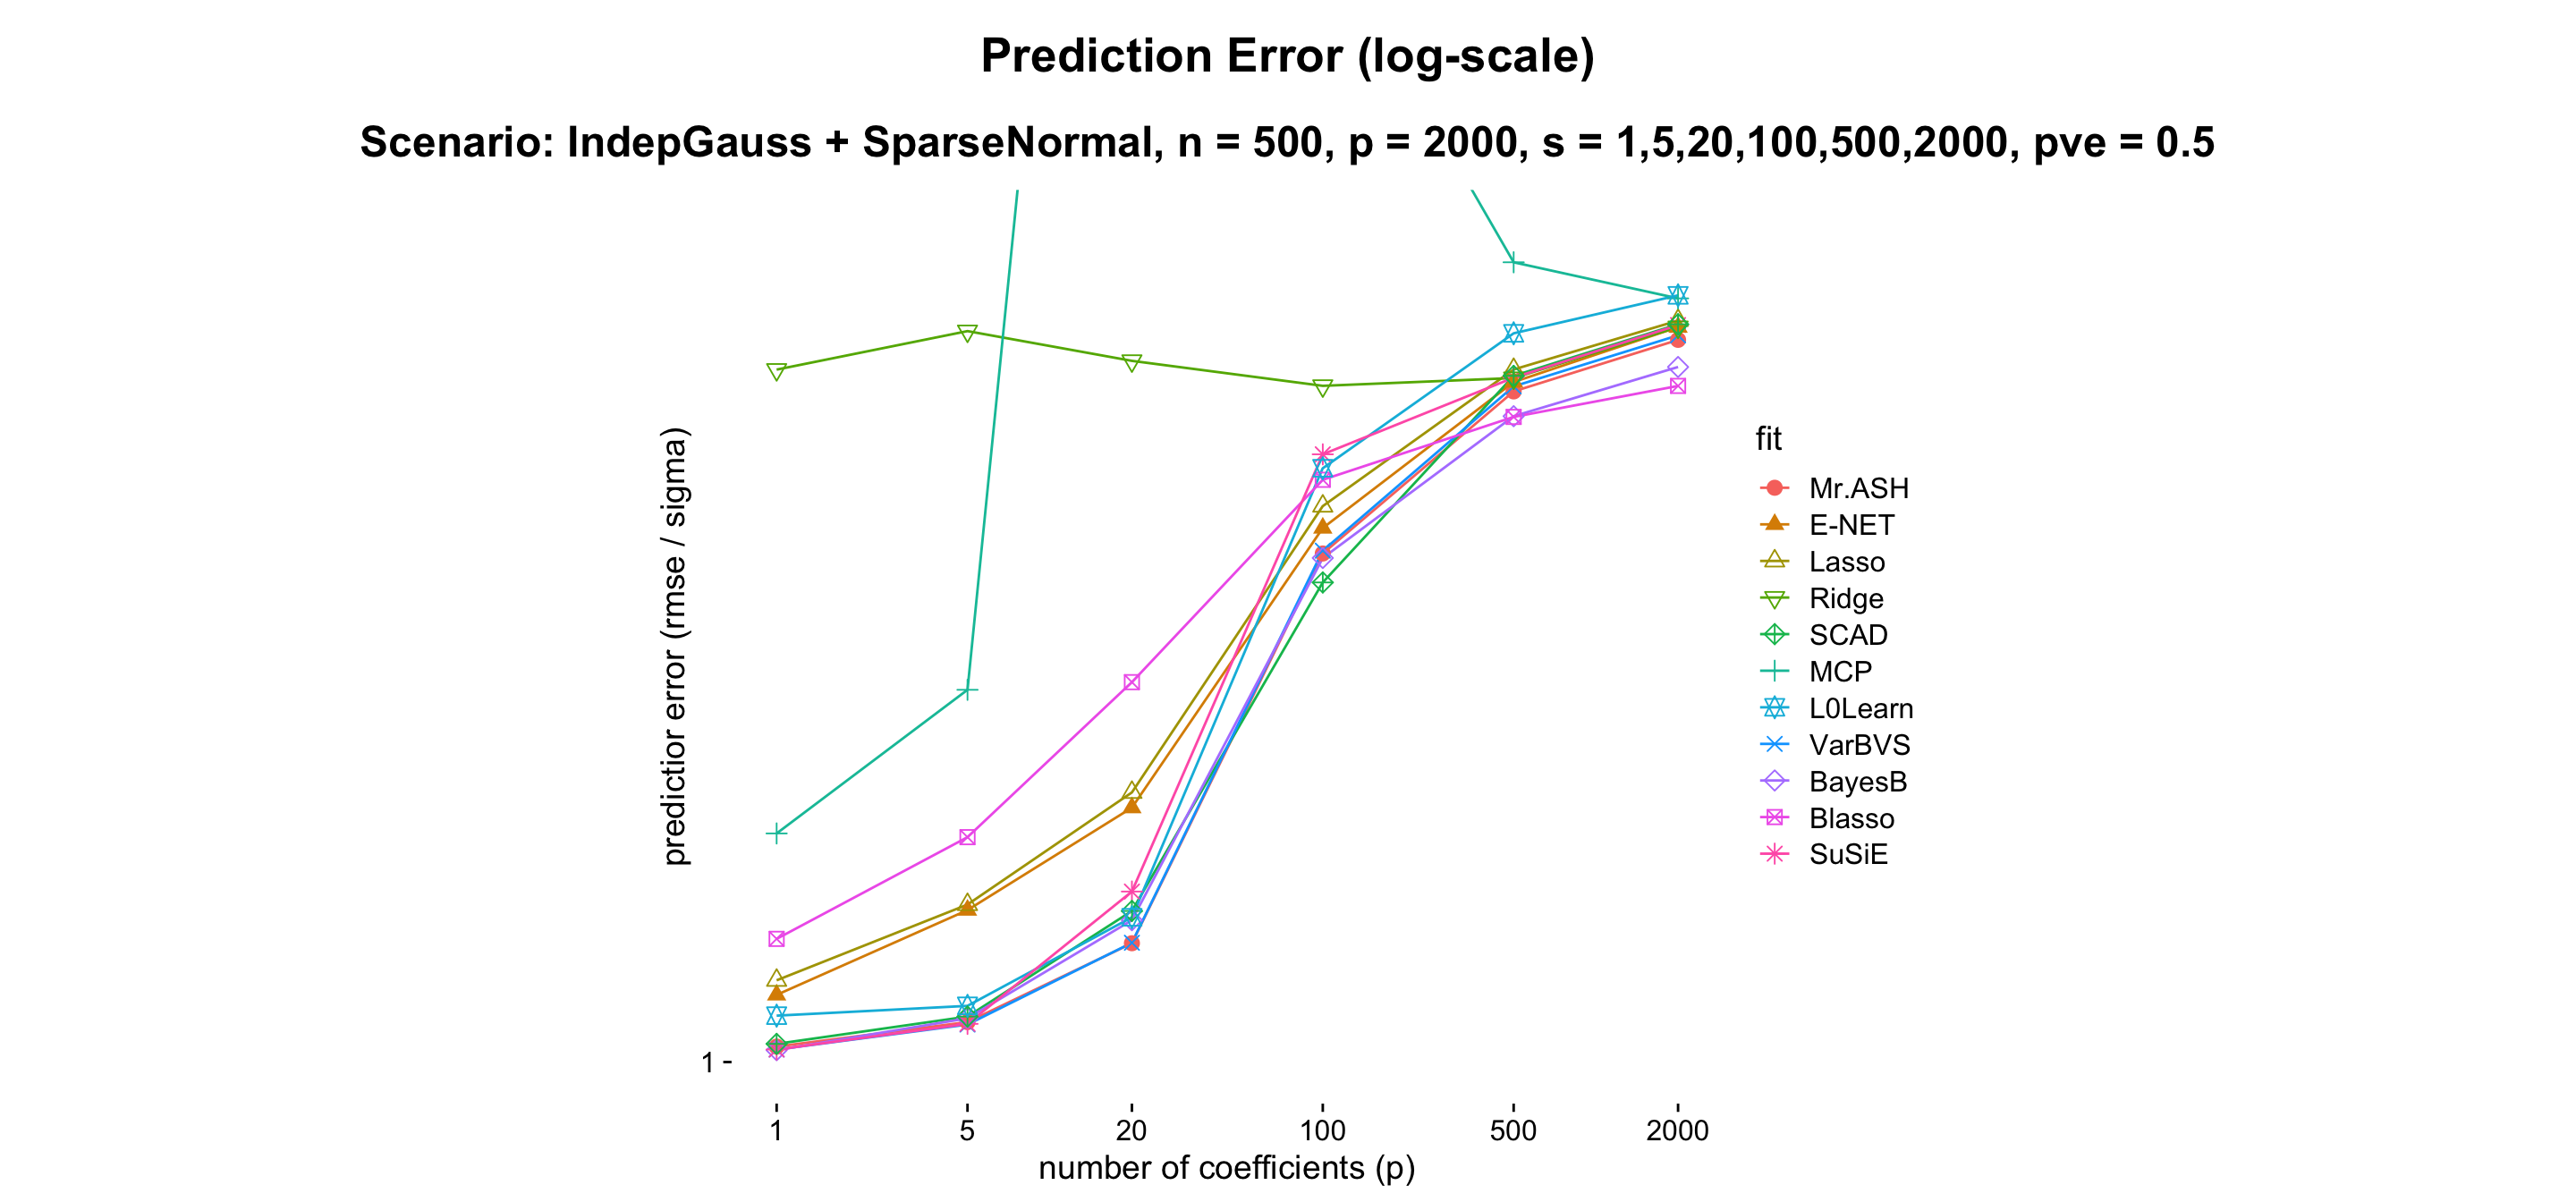 Prediction Error (log-scale)
Scenario: IndepGauss + SparseNormal, n = 500, p = 2000, s = 1,5,20,100,500,2000, pve = 0.5
predictior error (rmse / sigma)
1
1 5 20 100 500 2000
number of coefficients (p)
fit
Mr.ASH
E-NET
Lasso
Ridge
SCAD
MCP
L0Learn
VarBVS
BayesB
Blasso
SuSiE